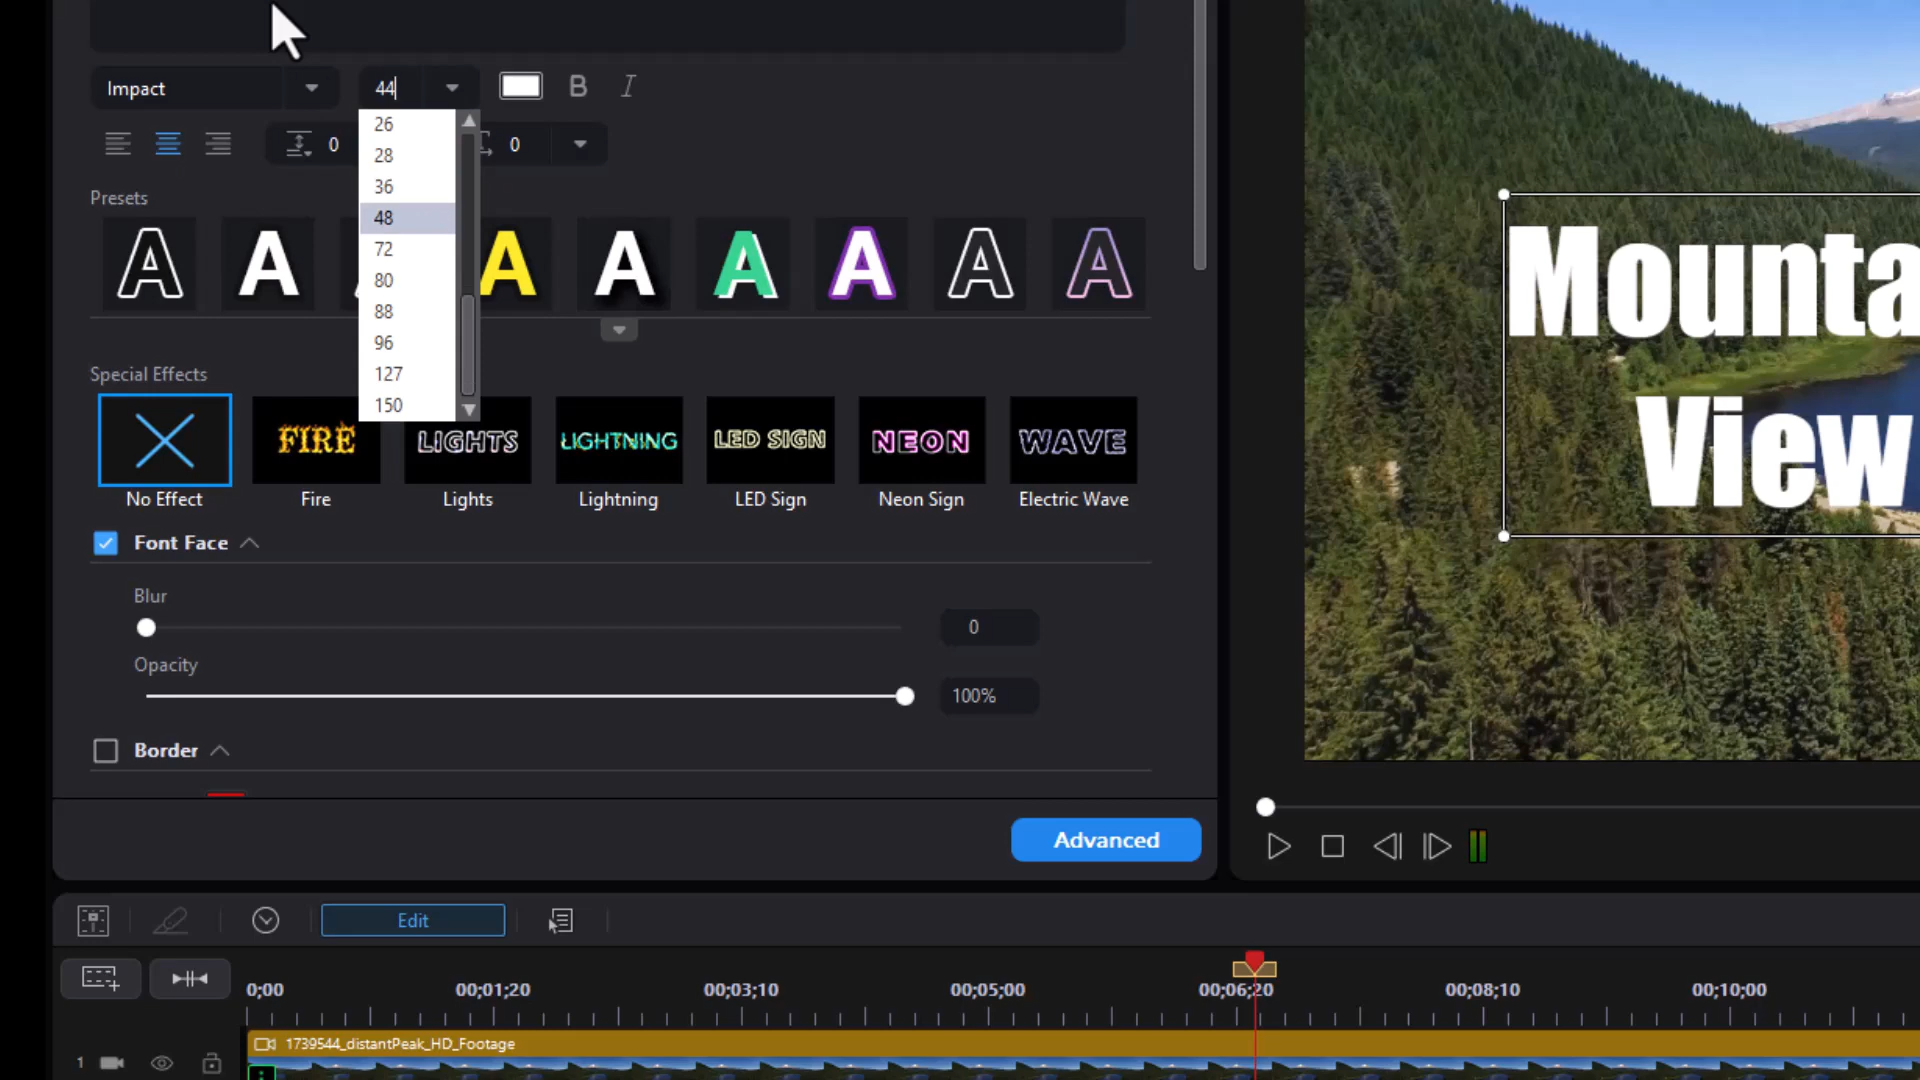 Impact
44
B I
26
28
36
48
72
80
88
96
127
150
0
0
Presets
A A A A A A A A
Special Effects
FIRE
LIGHTS
LIGHTNING
LED SIGN
NEON
WAVE
No Effect
Fire
Lights
Lightning
LED Sign
Neon Sign
Electric Wave
Font Face
Blur
0
Opacity
100%
Border
Advanced
Mounta
View
Edit
0;00
00;01;20
00;03;10
00;05;00
00;06;20
00;08;10
00;10;00
1739544_distantPeak_HD_Footage
1